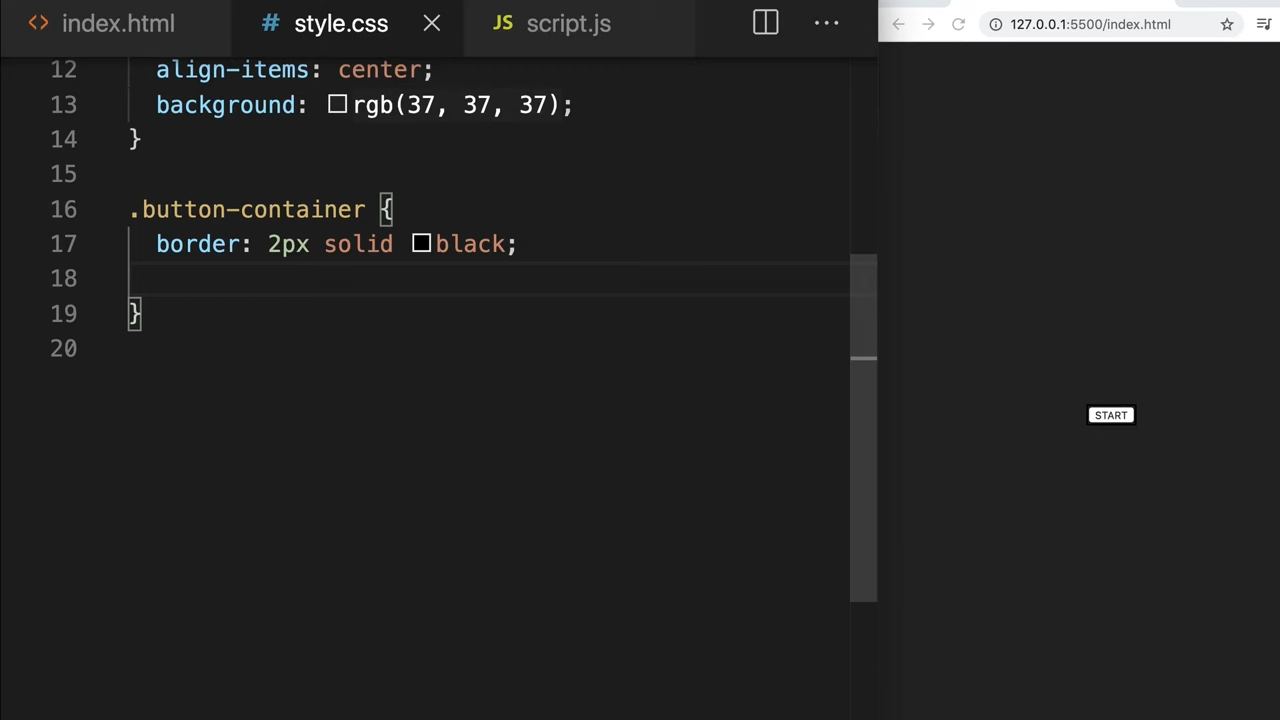 <> index.html # style.css JS script.js
127.0.0.1:5500/index.html
12 align-items: center;
13 background: rgb(37, 37, 37);
14 }
15
16 .button-container {
17 border: 2px solid black;
18
19 }
20
START